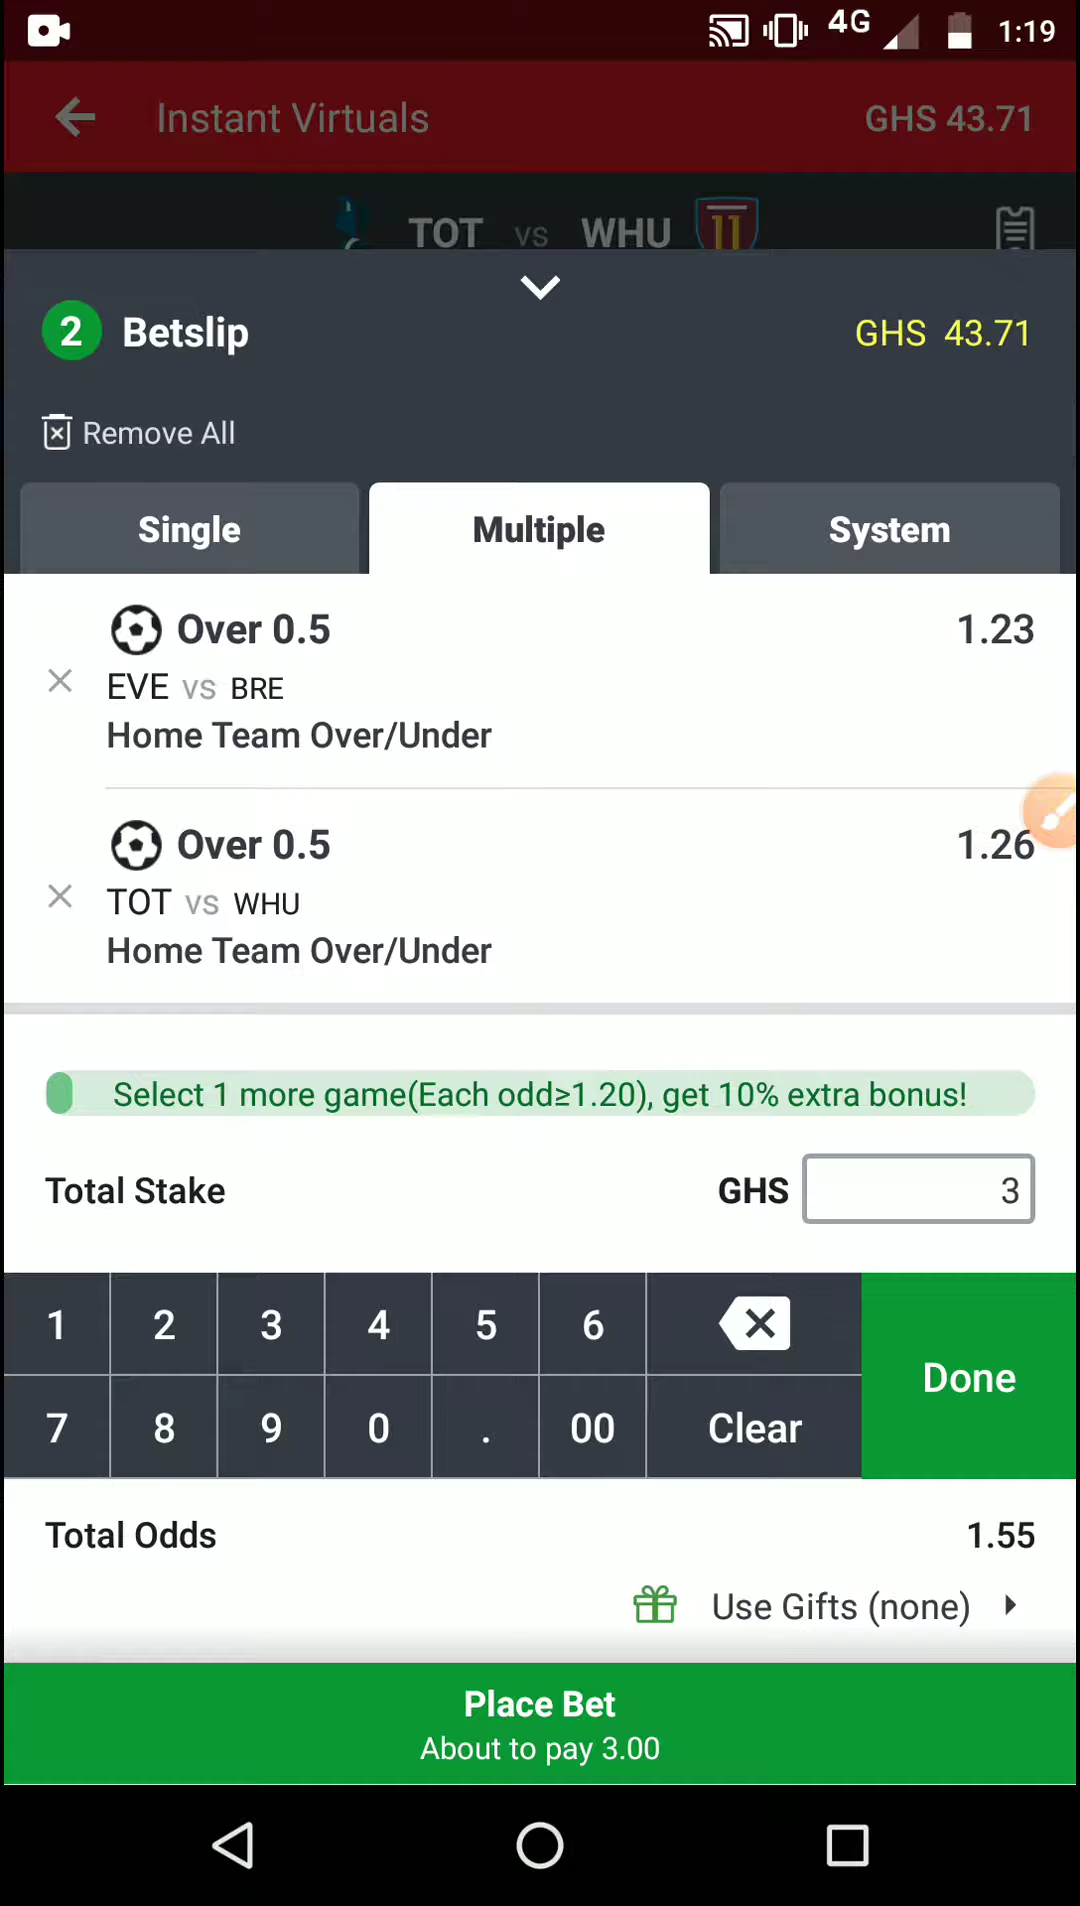 4G 1:19
Instant Virtuals GHS 43.71
TOT vs WHU 11
2 Betslip GHS 43.71
Remove All
Single Multiple System
Over 0.5 1.23
EVE vs BRE
Home Team Over/Under
Over 0.5 1.26
TOT vs WHU
Home Team Over/Under
Select 1 more game(Each odd≥1.20), get 10% extra bonus!
Total Stake GHS 3
1 2 3 4 5 6
Done
7 8 9 0 . 00 Clear
Total Odds 1.55
Use Gifts (none)
Place Bet
About to pay 3.00